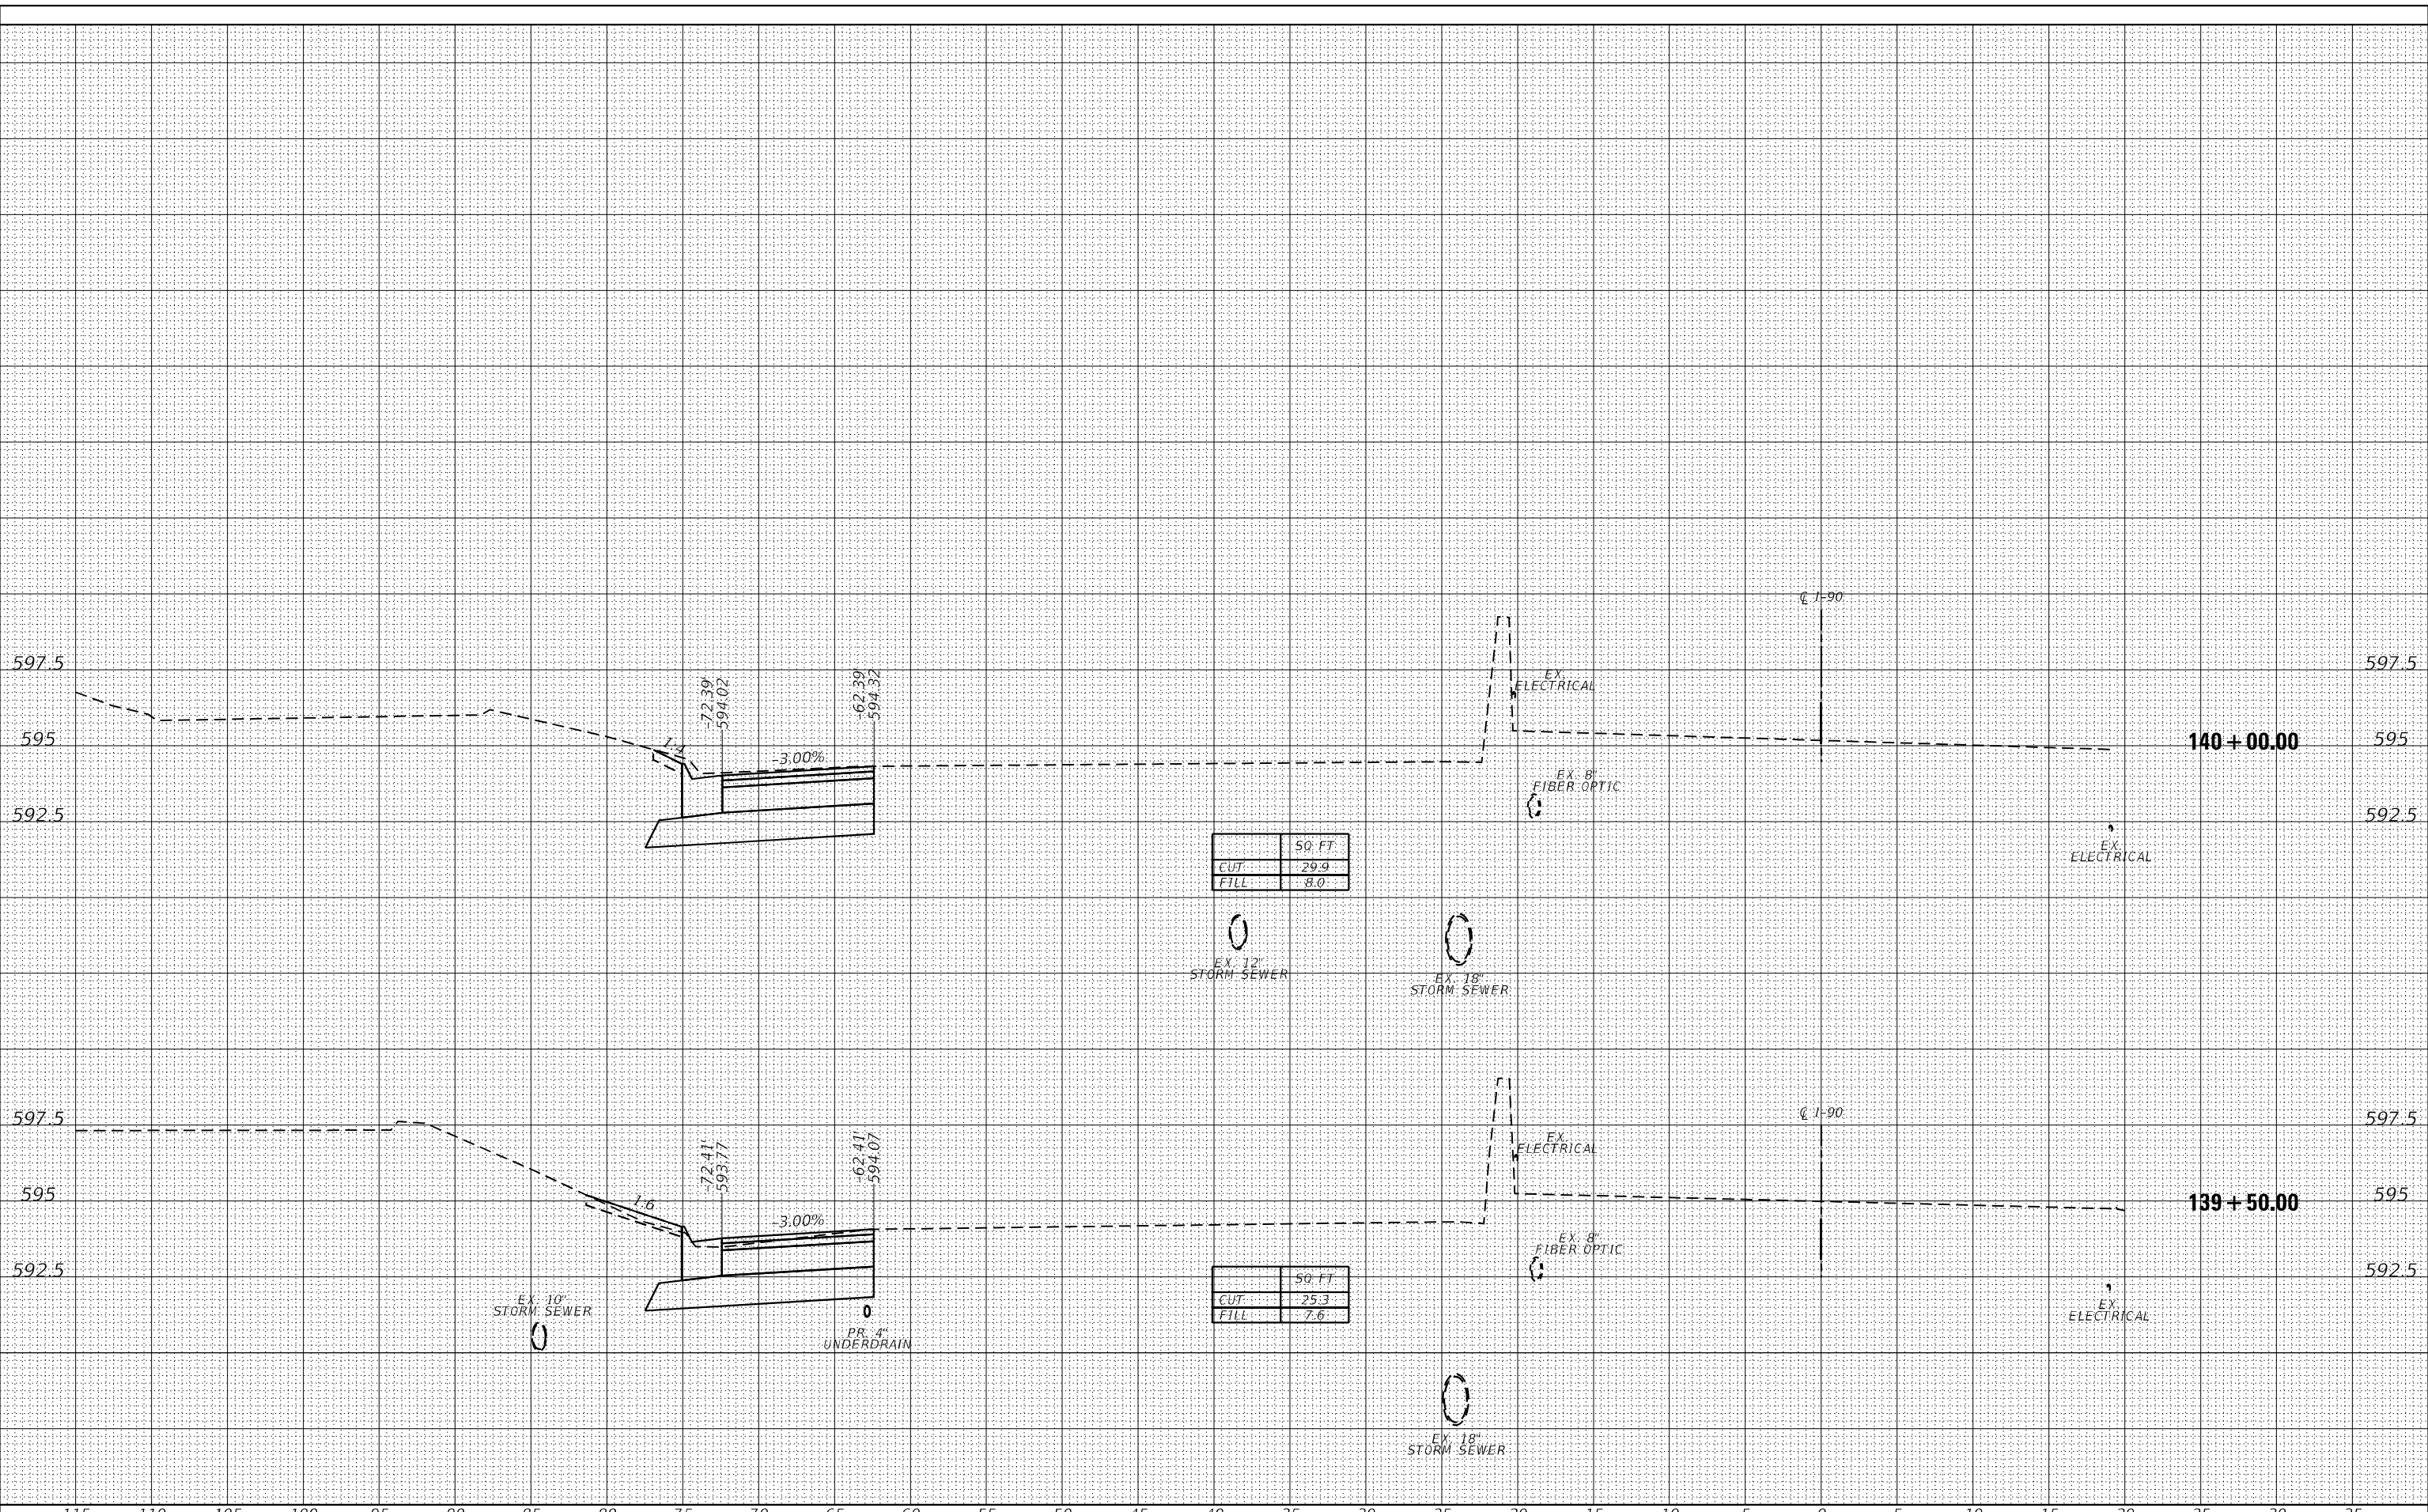 ℄ I-90
597.5
597.5
EX.
ELECTRICAL
-72.39'
594.02
-62.39'
594.32
1:4
-3.00%
595
140+00.00
595
EX. 8"
FIBER OPTIC
592.5
592.5
SQ FT
CUT 29.9
FILL 8.0
EX.
ELECTRICAL
EX. 12"
STORM SEWER
EX. 18"
STORM SEWER
℄ I-90
597.5
597.5
EX.
ELECTRICAL
-72.41'
593.77
-62.41'
594.07
1:6
-3.00%
595
139+50.00
595
EX. 8"
FIBER OPTIC
592.5
592.5
SQ FT
CUT 25.3
FILL 7.6
EX. 10"
STORM SEWER
PR. 4"
UNDERDRAIN
EX.
ELECTRICAL
EX. 18"
STORM SEWER